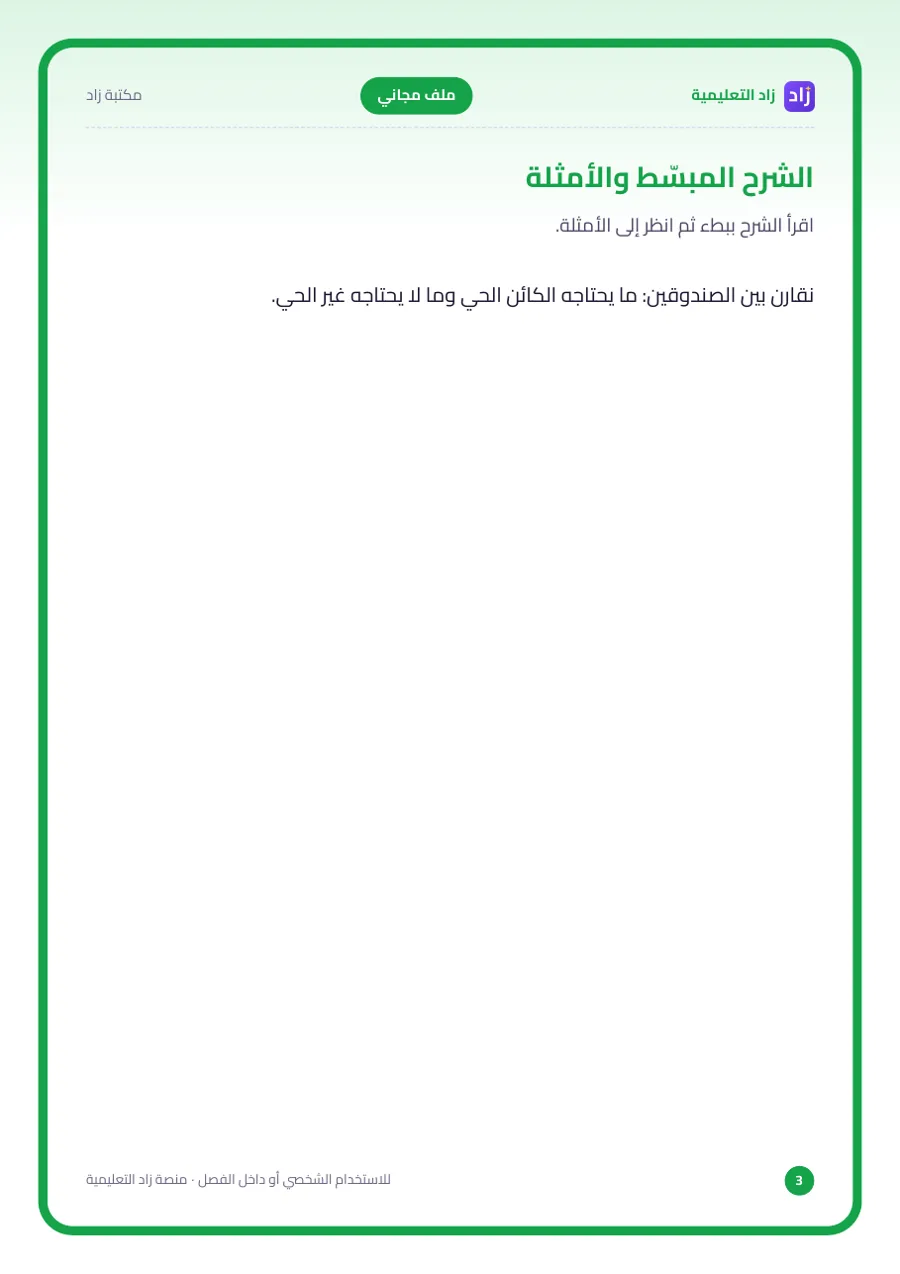 زاد زاد التعليمية
ملف مجاني
مكتبة زاد
الشرح المبسّط والأمثلة
اقرأ الشرح ببطء ثم انظر إلى الأمثلة.
نقارن بين الصندوقين: ما يحتاجه الكائن الحي وما لا يحتاجه غير الحي.
3
للاستخدام الشخصي أو داخل الفصل · منصة زاد التعليمية